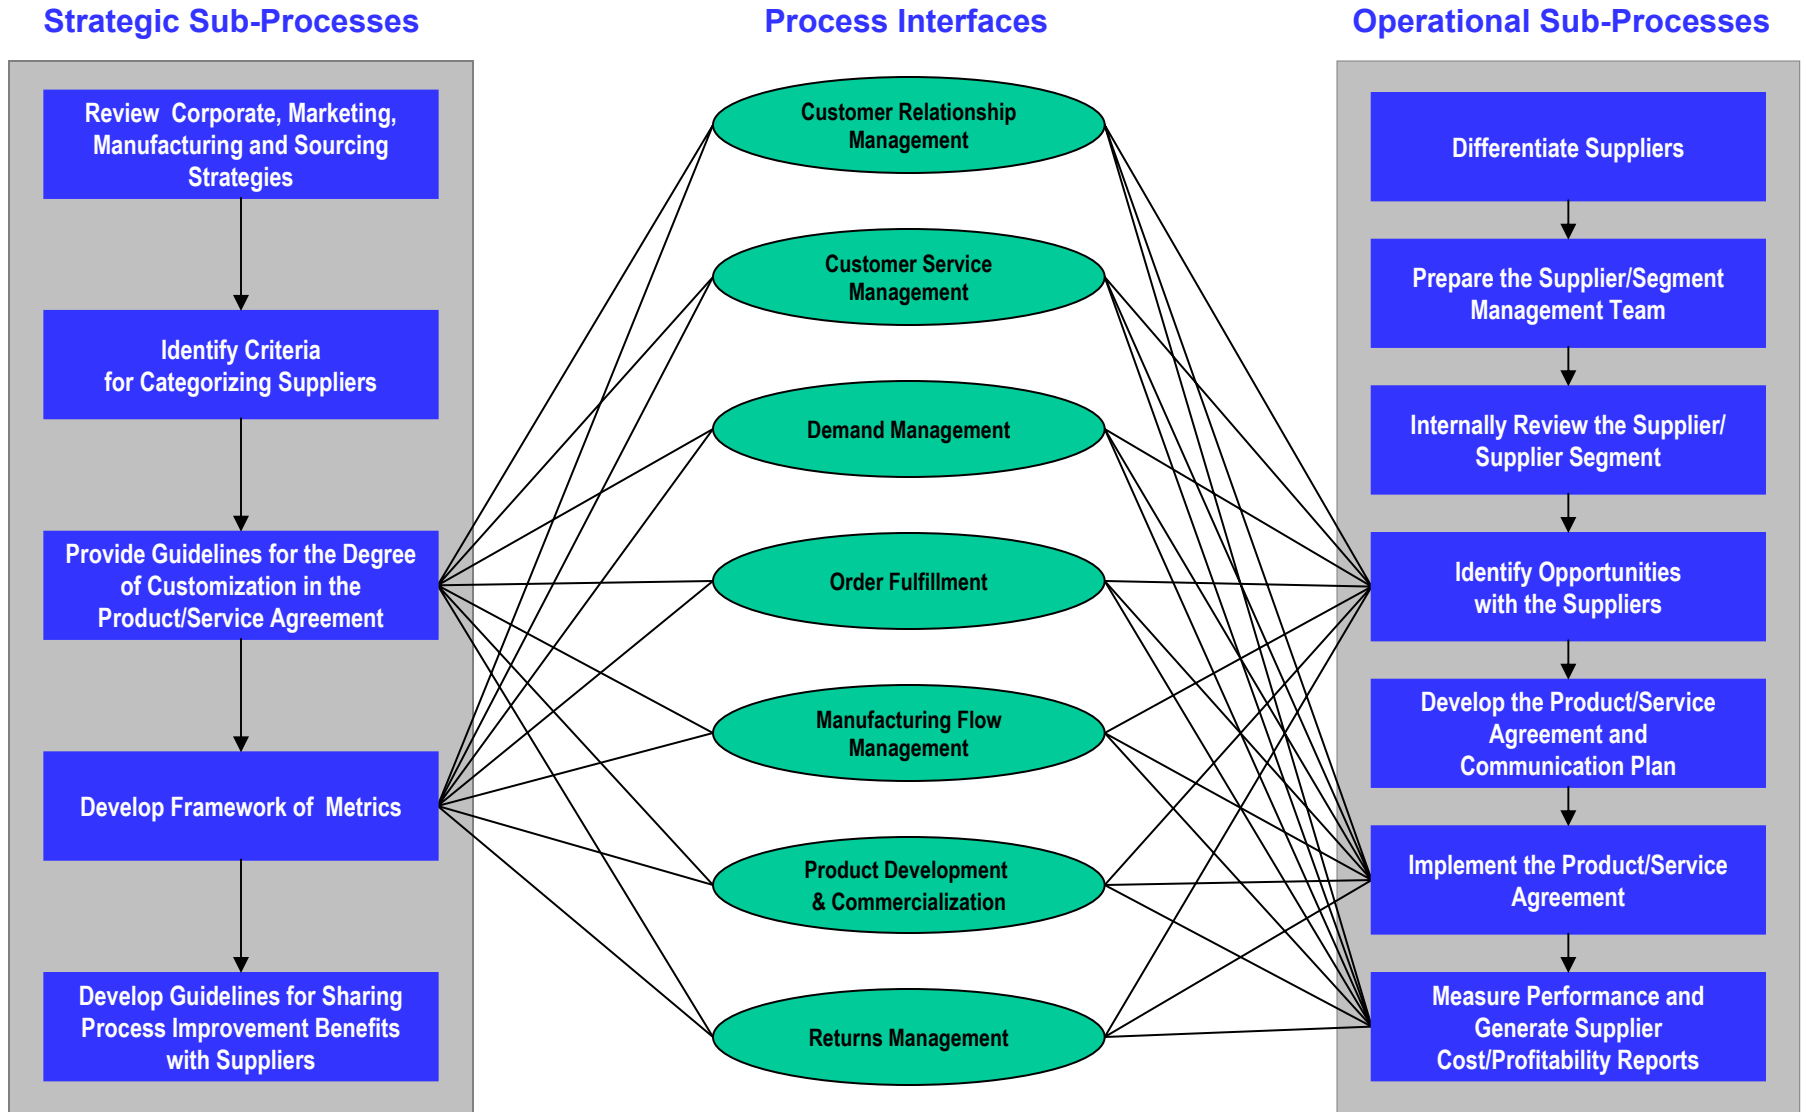 Strategic Sub-Processes
Process Interfaces
Operational Sub-Processes
Review Corporate, Marketing,
Manufacturing and Sourcing
Strategies
Identify Criteria
for Categorizing Suppliers
Provide Guidelines for the Degree
of Customization in the
Product/Service Agreement
Develop Framework of Metrics
Develop Guidelines for Sharing
Process Improvement Benefits
with Suppliers
Customer Relationship
Management
Customer Service
Management
Demand Management
Order Fulfillment
Manufacturing Flow
Management
Product Development
& Commercialization
Returns Management
Differentiate Suppliers
Prepare the Supplier/Segment
Management Team
Internally Review the Supplier/
Supplier Segment
Identify Opportunities
with the Suppliers
Develop the Product/Service
Agreement and
Communication Plan
Implement the Product/Service
Agreement
Measure Performance and
Generate Supplier
Cost/Profitability Reports